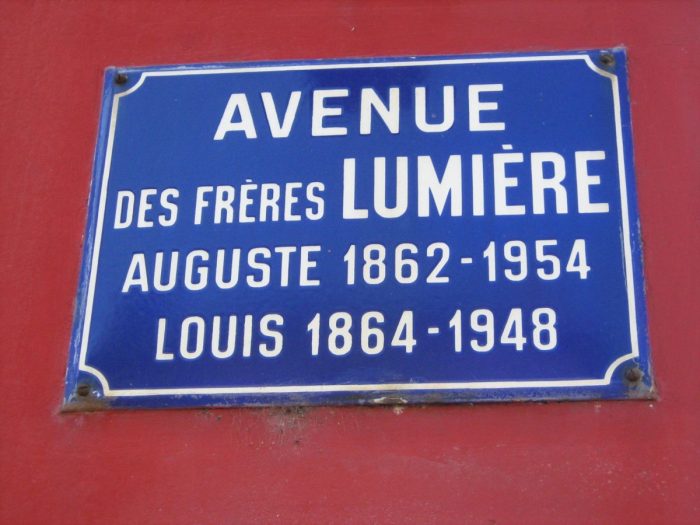 AVENUE
DES FRÈRES LUMIÈRE
AUGUSTE 1862-1954
LOUIS 1864-1948